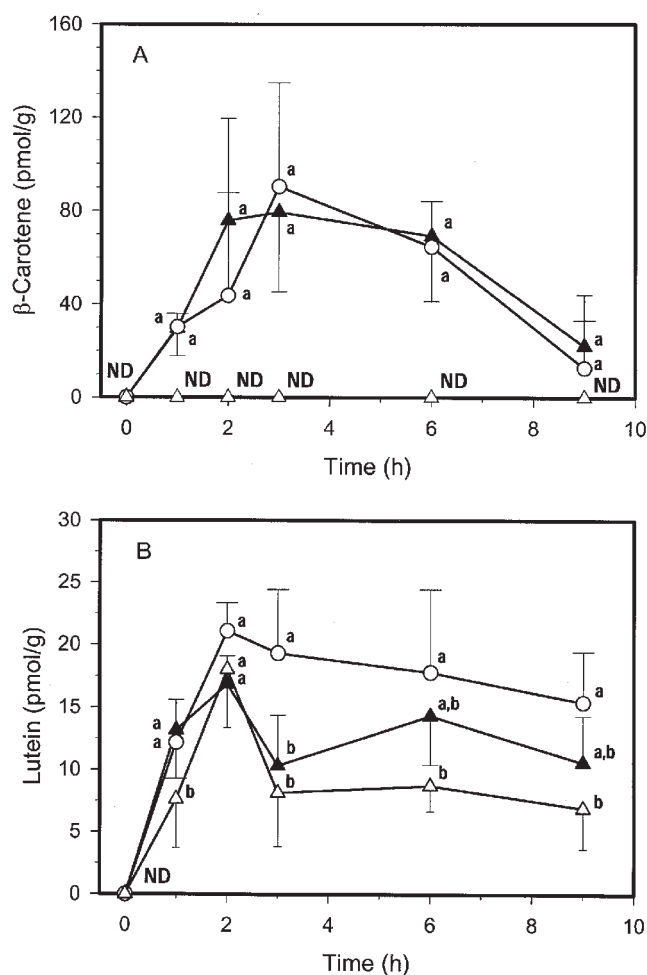 160
A
120
80
40
0
β-Carotene (pmol/g)
a
a
a
a
a
a
a
a
a
a
ND
ND
ND
ND
ND
ND
0 2 4 6 8 10
Time (h)
30
B
25
20
15
10
5
0
Lutein (pmol/g)
a
a
b
a
a
a
a
b
b
a
a,b
b
a
a,b
b
ND
0 2 4 6 8 10
Time (h)